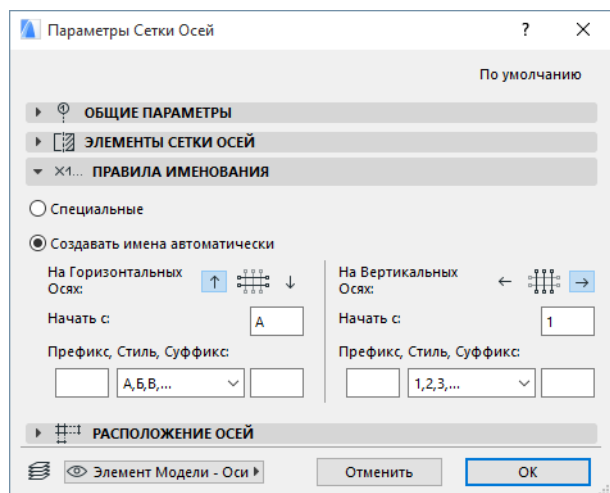 Параметры Сетки Осей
?
По умолчанию
ОБЩИЕ ПАРАМЕТРЫ
ЭЛЕМЕНТЫ СЕТКИ ОСЕЙ
X1... ПРАВИЛА ИМЕНОВАНИЯ
Специальные
Создавать имена автоматически
На Горизонтальных
Осях:
Начать с:
А
Префикс, Стиль, Суффикс:
А,Б,В,...
На Вертикальных
Осях:
Начать с:
1
Префикс, Стиль, Суффикс:
1,2,3,...
РАСПОЛОЖЕНИЕ ОСЕЙ
Элемент Модели - Оси
Отменить
ОК